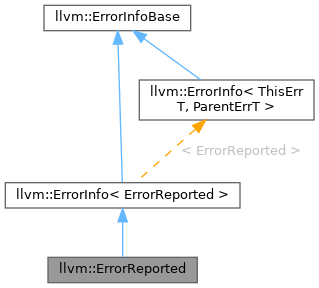 llvm::ErrorInfoBase
llvm::ErrorInfo< ThisErr
T, ParentErrT >
< ErrorReported >
llvm::ErrorInfo< ErrorReported >
llvm::ErrorReported